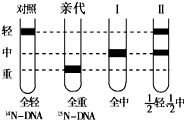 对照 亲代 Ⅰ Ⅱ
轻
中
重
全轻 全重 全中 1/2轻 1/2中
¹⁴N-DNA ¹⁵N-DNA